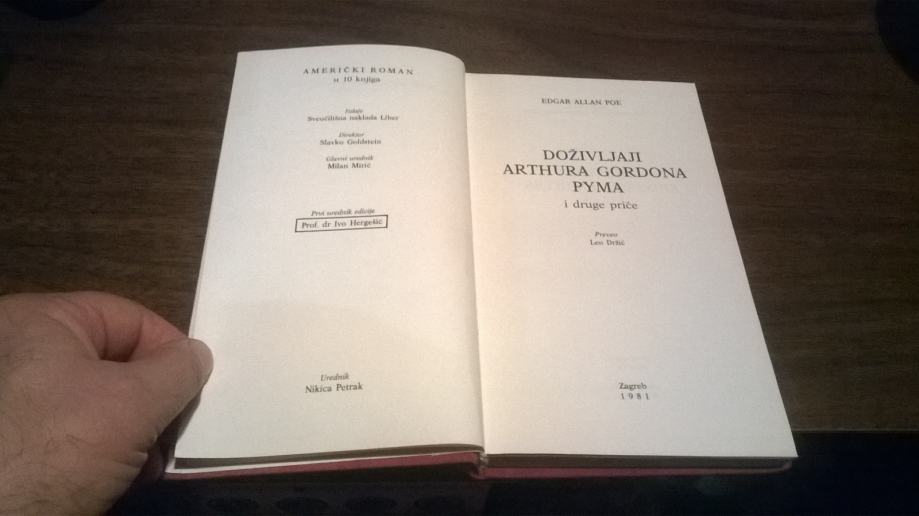 AMERIČKI ROMAN
u 10 knjiga
Izdaje
Sveučilišna naklada Liber
Direktor
Slavko Goldstein
Glavni urednik
Milan Mirić
Prvi urednik edicije
Prof. dr Ivo Hergešić
Urednik
Nikica Petrak
EDGAR ALLAN POE
DOŽIVLJAJI
ARTHURA GORDONA
PYMA
i druge priče
Preveo
Leo Držić
Zagreb
1981